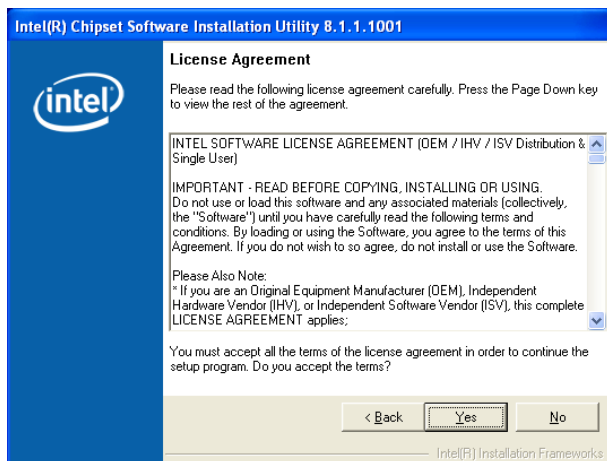 Intel(R) Chipset Software Installation Utility 8.1.1.1001
intel
License Agreement
Please read the following license agreement carefully. Press the Page Down key
to view the rest of the agreement.
INTEL SOFTWARE LICENSE AGREEMENT (OEM / IHV / ISV Distribution &
Single User)
IMPORTANT - READ BEFORE COPYING, INSTALLING OR USING.
Do not use or load this software and any associated materials (collectively,
the "Software") until you have carefully read the following terms and
conditions. By loading or using the Software, you agree to the terms of this
Agreement. If you do not wish to so agree, do not install or use the Software.
Please Also Note:
* If you are an Original Equipment Manufacturer (OEM), Independent
Hardware Vendor (IHV), or Independent Software Vendor (ISV), this complete
LICENSE AGREEMENT applies;
You must accept all the terms of the license agreement in order to continue the
setup program. Do you accept the terms?
< Back Yes No
Intel(R) Installation Frameworks